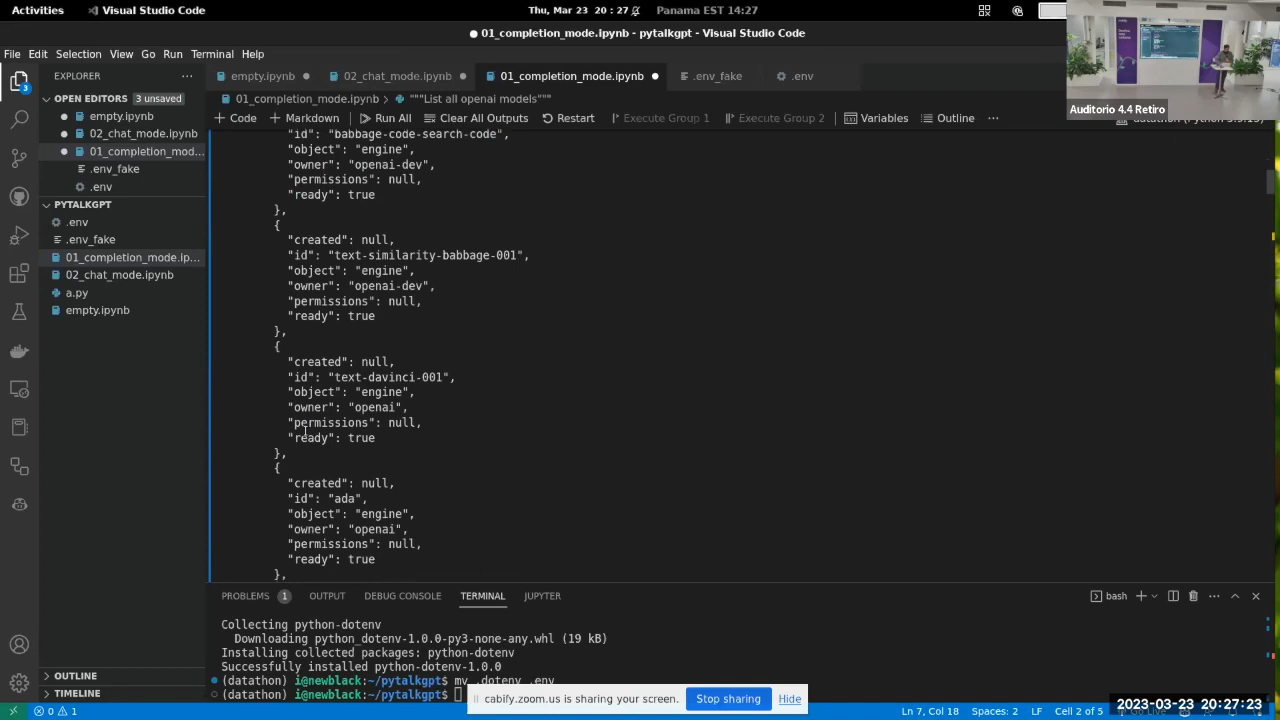 Activities
Visual Studio Code
Thu, Mar 23 20:27
Panama EST 14:27
01_completion_mode.ipynb - pytalkgpt - Visual Studio Code
File Edit Selection View Go Run Terminal Help
Auditorio 4.4 Retiro
EXPLORER
OPEN EDITORS 3 unsaved
empty.ipynb
02_chat_mode.ipynb
01_completion_mod...
.env_fake
.env
PYTALKGPT
.env
.env_fake
01_completion_mode.ip...
02_chat_mode.ipynb
a.py
empty.ipynb
OUTLINE
TIMELINE
empty.ipynb
02_chat_mode.ipynb
01_completion_mode.ipynb
.env_fake
.env
01_completion_mode.ipynb > """List all openai models"""
+ Code + Markdown Run All Clear All Outputs Restart Execute Group 1 Execute Group 2 Variables Outline ...
"id": "babbage-code-search-code",
"object": "engine",
"owner": "openai-dev",
"permissions": null,
"ready": true
},
{
"created": null,
"id": "text-similarity-babbage-001",
"object": "engine",
"owner": "openai-dev",
"permissions": null,
"ready": true
},
{
"created": null,
"id": "text-davinci-001",
"object": "engine",
"owner": "openai",
"permissions": null,
"ready": true
},
{
"created": null,
"id": "ada",
"object": "engine",
"owner": "openai",
"permissions": null,
"ready": true
},
PROBLEMS 1 OUTPUT DEBUG CONSOLE TERMINAL JUPYTER
bash
Collecting python-dotenv
Downloading python_dotenv-1.0.0-py3-none-any.whl (19 kB)
Installing collected packages: python-dotenv
Successfully installed python-dotenv-1.0.0
(datathon) i@newblack:~/pytalkgpt$ mv .dotenv .env
(datathon) i@newblack:~/pytalkgpt$
cabify.zoom.us is sharing your screen. Stop sharing Hide
2023-03-23 20:27:23
0 1
Ln 7, Col 18 Spaces: 2 LF Cell 2 of 5